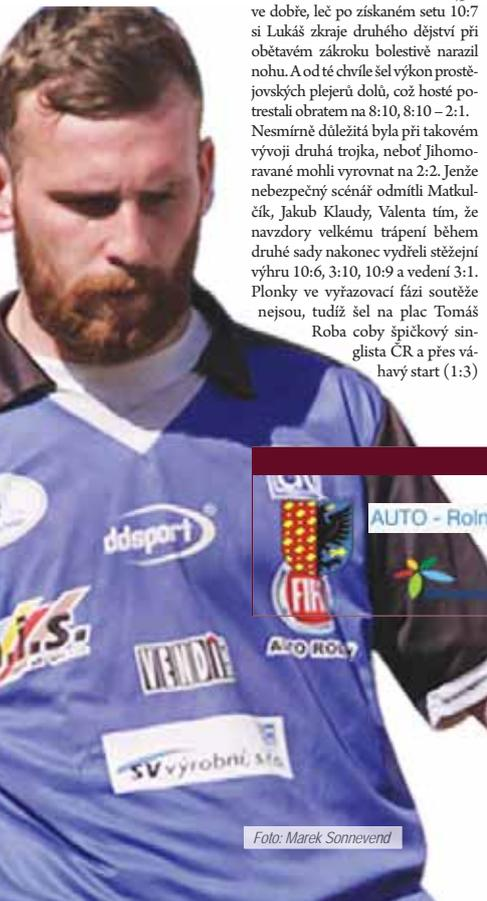 ve dobře, leč po získaném setu 10:7
si Lukáš zkraje druhého dějství při
obětavém zákroku bolestivě narazil
nohu. A od té chvíle šel výkon prostě-
jovských plejerů dolů, což hosté po-
trestali obratem na 8:10, 8:10 – 2:1.
Nesmírně důležitá byla při takovém
vývoji druhá trojka, neboť Jihomo-
ravané mohli vyrovnat na 2:2. Jenže
nebezpečný scénář odmítli Matkul-
čík, Jakub Klaudy, Valenta tím, že
navzdory velkému trápení během
druhé sady nakonec vydřeli stěžejní
výhru 10:6, 3:10, 10:9 a vedení 3:1.
Plonky ve vyřazovací fázi soutěže
nejsou, tudíž šel na plac Tomáš
Roba coby špičkový sin-
glista ČR a přes vá-
havý start (1:3)
AUTO - Roln
ddsport
i.s.
VENDI
AUTO ROLNÝ
SV výrobní, s.r.o.
Foto: Marek Sonnevend